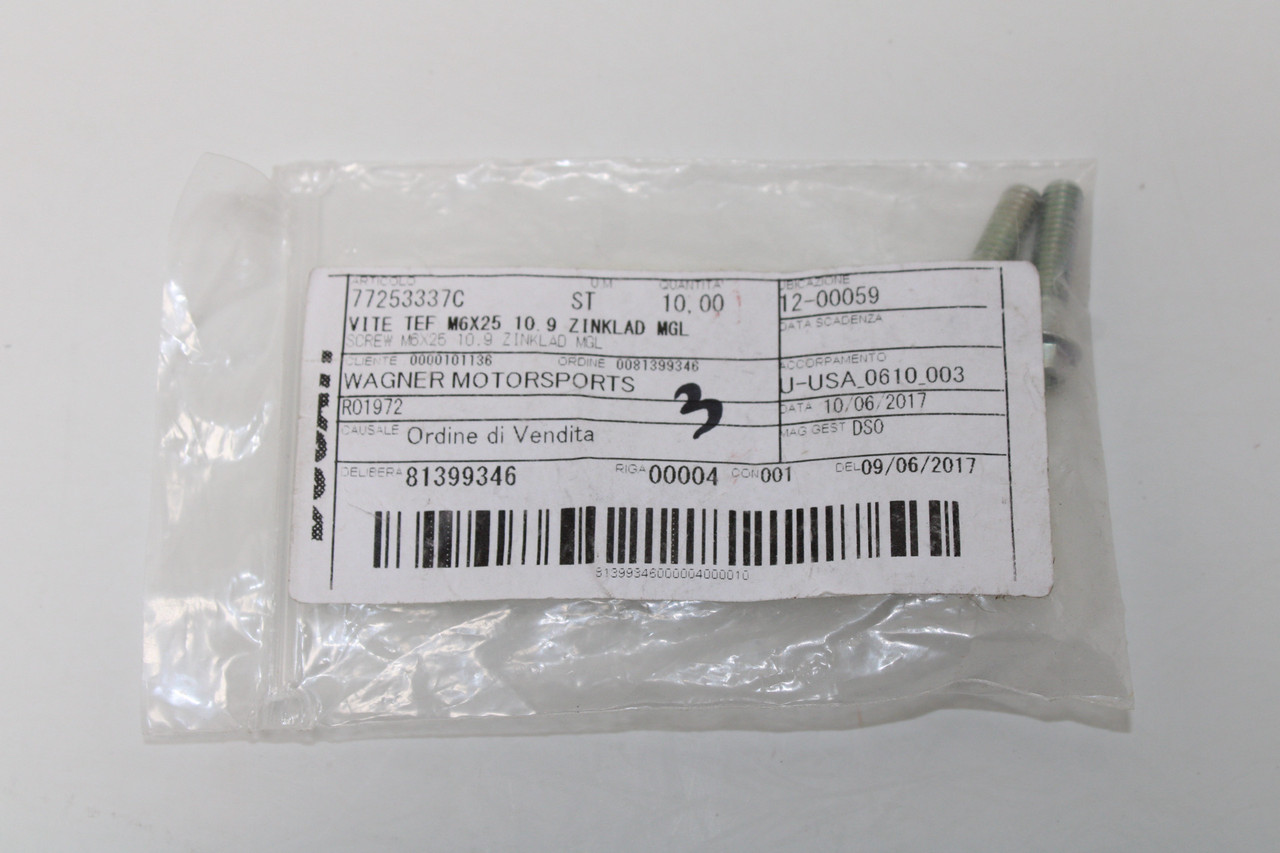 ARTICOLO U.M QUANTITA' UBICAZIONE
77253337C ST 10,00 12-00059
VITE TEF M6X25 10.9 ZINKLAD MGL DATA SCADENZA
SCREW M6X25 10.9 ZINKLAD MGL
CLIENTE 0000101136 ORDINE 0081399346 ACCORPAMENTO
WAGNER MOTORSPORTS U-USA_0610_003
3
R01972 DATA 10/06/2017
CAUSALE Ordine di Vendita MAG GEST DS0
DELIBERA 81399346 RIGA 00004 CON 001 DEL 09/06/2017
81399346000004000010